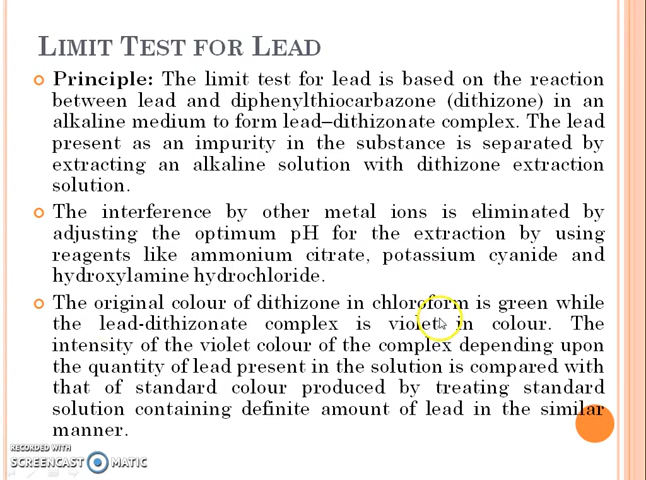 LIMIT TEST FOR LEAD
Principle: The limit test for lead is based on the reaction
between lead and diphenylthiocarbazone (dithizone) in an
alkaline medium to form lead–dithizonate complex. The lead
present as an impurity in the substance is separated by
extracting an alkaline solution with dithizone extraction
solution.
The interference by other metal ions is eliminated by
adjusting the optimum pH for the extraction by using
reagents like ammonium citrate, potassium cyanide and
hydroxylamine hydrochloride.
The original colour of dithizone in chloroform is green while
the lead-dithizonate complex is violet in colour. The
intensity of the violet colour of the complex depending upon
the quantity of lead present in the solution is compared with
that of standard colour produced by treating standard
solution containing definite amount of lead in the similar
manner.
RECORDED WITH
SCREENCAST MATIC